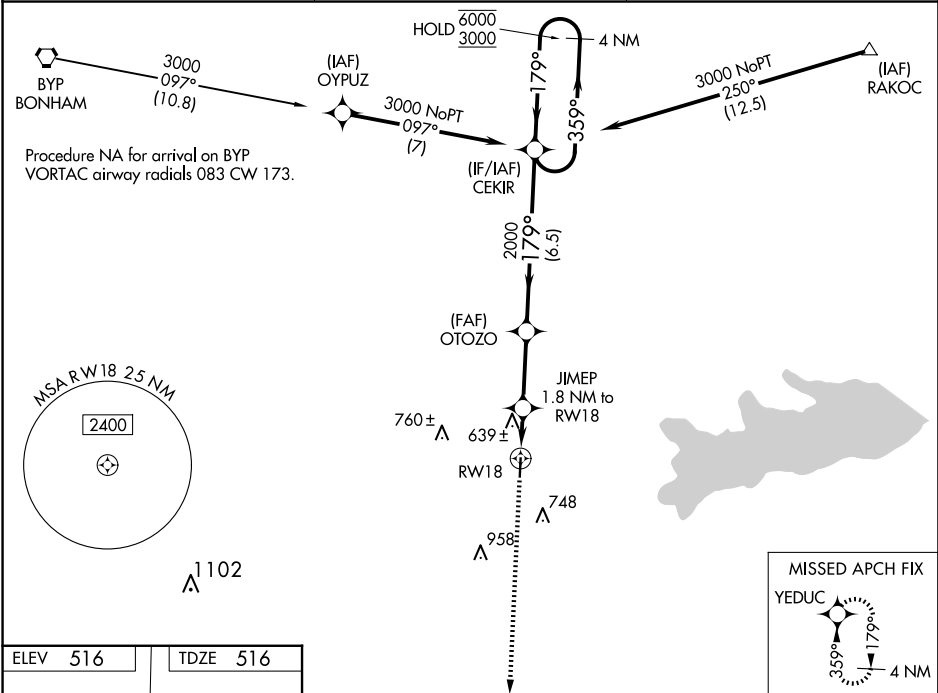 HOLD 6000
3000
4 NM
179°
359°
BYP
BONHAM
3000
097°
(10.8)
(IAF)
OYPUZ
3000 NoPT
097°
(7)
3000 NoPT
250°
(12.5)
(IAF)
RAKOC
Procedure NA for arrival on BYP
VORTAC airway radials 083 CW 173.
(IF/IAF)
CEKIR
2000
179°
(6.5)
(FAF)
OTOZO
JIMEP
1.8 NM to
RW18
MSA RW18 25 NM
2400
760 ±
639 ±
RW18
748
958
1102
MISSED APCH FIX
YEDUC
359°
179°
4 NM
ELEV 516
TDZE 516